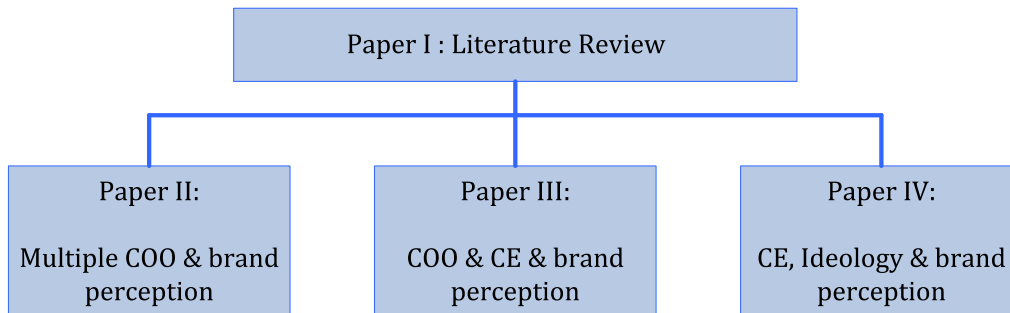 Paper I : Literature Review
Paper II:
Multiple COO & brand
perception
Paper III:
COO & CE & brand
perception
Paper IV:
CE, Ideology & brand
perception